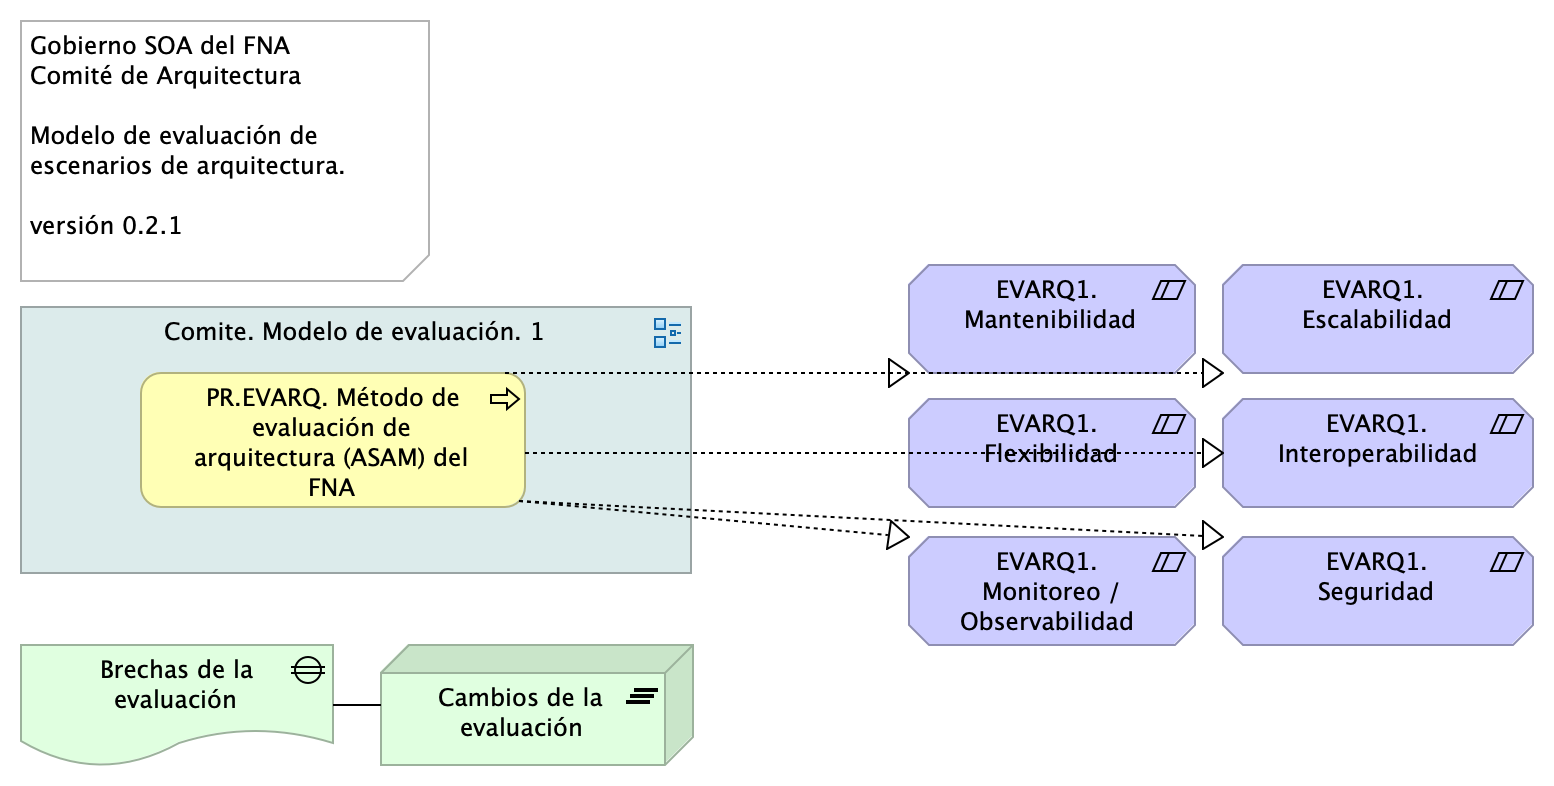 Gobierno SOA del FNA
Comité de Arquitectura
Modelo de evaluación de
escenarios de arquitectura.
versión 0.2.1
Comite. Modelo de evaluación. 1
PR.EVARQ. Método de
evaluación de
arquitectura (ASAM) del
FNA
EVARQ1.
Mantenibilidad
EVARQ1.
Escalabilidad
EVARQ1.
Flexibilidad
EVARQ1.
Interoperabilidad
EVARQ1.
Monitoreo /
Observabilidad
EVARQ1.
Seguridad
Brechas de la
evaluación
Cambios de la
evaluación